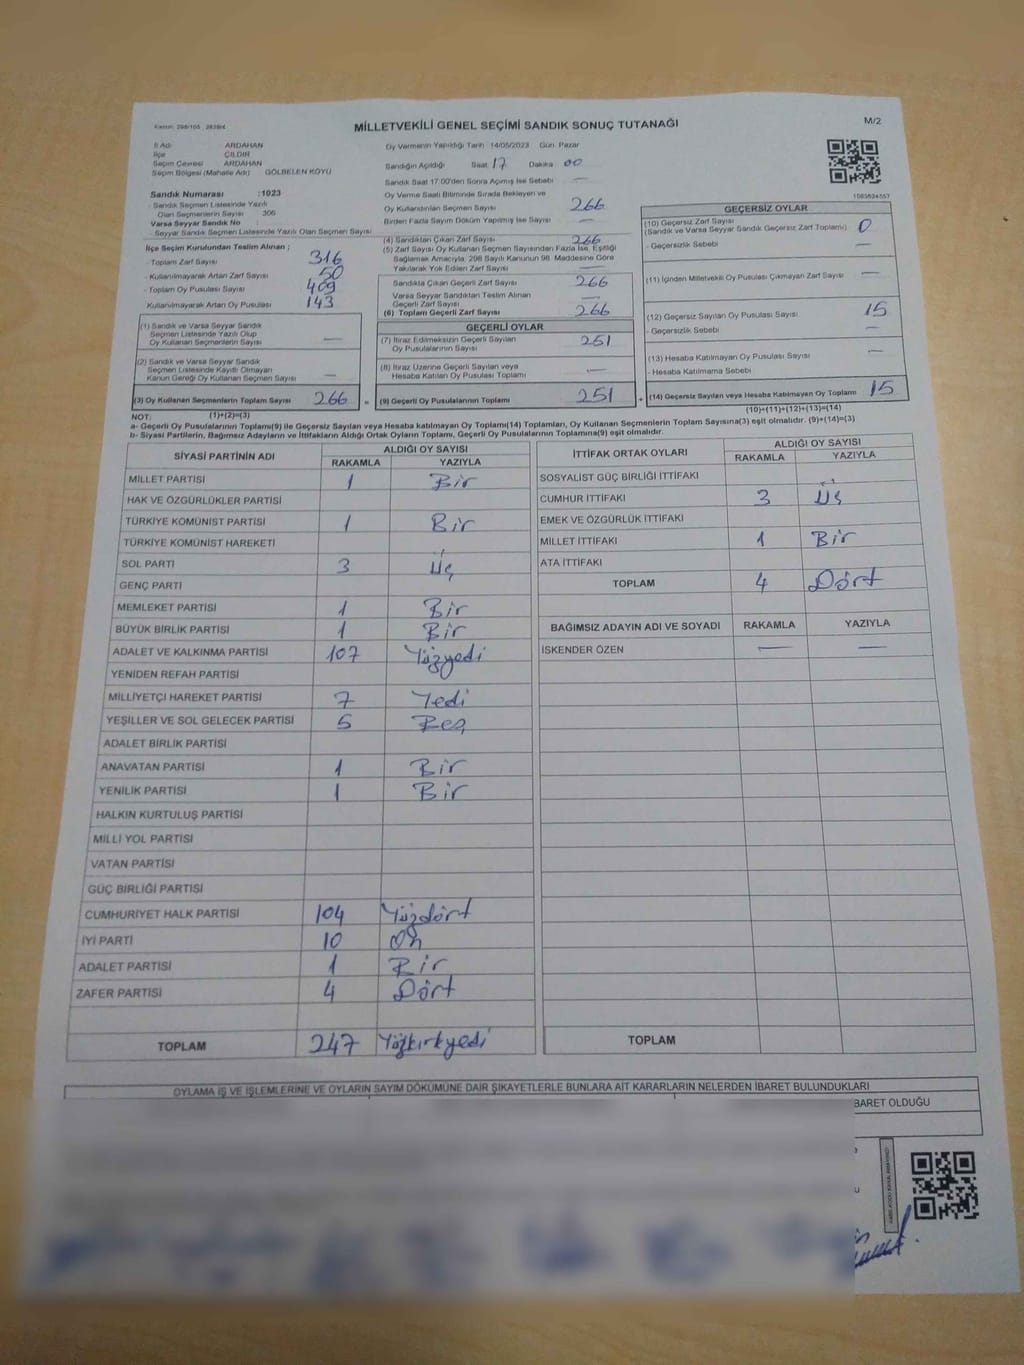 Kanun: 298/105 , 2839/4
MİLLETVEKİLİ GENEL SEÇİMİ SANDIK SONUÇ TUTANAĞI
M/2
İl Adı ARDAHAN
İlçe ÇILDIR
Seçim Çevresi ARDAHAN
Seçim Bölgesi (Mahalle Adı) GÖLBELEN KÖYÜ
Sandık Numarası :1023
- Sandık Seçmen Listesinde Yazılı
Olan Seçmenlerin Sayısı 306
Varsa Seyyar Sandık No :
- Seyyar Sandık Seçmen Listesinde Yazılı Olan Seçmen Sayısı
Oy Vermenin Yapıldığı Tarih 14/05/2023 Gün: Pazar
Sandığın Açıldığı Saat 17 Dakika: 00
Sandık Saat 17:00'den Sonra Açılmış İse Sebebi —
Oy Verme Saati Bitiminde Sırada Bekleyen ve
Oy Kullandırılan Seçmen Sayısı 266
Birden Fazla Sayım Döküm Yapılmış İse Sayısı —
1063624557
İlçe Seçim Kurulundan Teslim Alınan ;
- Toplam Zarf Sayısı 316
- Kullanılmayarak Artan Zarf Sayısı 50
- Toplam Oy Pusulası Sayısı 409
Kullanılmayarak Artan Oy Pusulası 143
(4) Sandıktan Çıkan Zarf Sayısı 266
(5) Zarf Sayısı Oy Kullanan Seçmen Sayısından Fazla İse, Eşitliği
Sağlamak Amacıyla, 298 Sayılı Kanunun 98. Maddesine Göre
Yakılarak Yok Edilen Zarf Sayısı —
Sandıkta Çıkan Geçerli Zarf Sayısı 266
Varsa Seyyar Sandıktan Teslim Alınan
Geçerli Zarf Sayısı —
(6) Toplam Geçerli Zarf Sayısı 266
GEÇERSİZ OYLAR
(10) Geçersiz Zarf Sayısı 0
(Sandık ve Varsa Seyyar Sandık Geçersiz Zarf Toplamı)
- Geçersizlik Sebebi —
(11) İçinden Milletvekili Oy Pusulası Çıkmayan Zarf Sayısı —
(12) Geçersiz Sayılan Oy Pusulası Sayısı 15
- Geçersizlik Sebebi —
(13) Hesaba Katılmayan Oy Pusulası Sayısı —
- Hesaba Katılmama Sebebi
(14) Geçersiz Sayılan veya Hesaba Katılmayan Oy Toplamı 15
(1) Sandık ve Varsa Seyyar Sandık
Seçmen Listesinde Yazılı Olup
Oy Kullanan Seçmenlerin Sayısı —
(2) Sandık ve Varsa Seyyar Sandık
Seçmen Listesinde Kayıtlı Olmayan
Kanun Gereği Oy Kullanan Seçmen Sayısı —
(3) Oy Kullanan Seçmenlerin Toplam Sayısı 266 =
GEÇERLİ OYLAR
(7) İtiraz Edilmeksizin Geçerli Sayılan
Oy Pusulalarının Sayısı 251
(8) İtiraz Üzerine Geçerli Sayılan veya
Hesaba Katılan Oy Pusulası Toplamı —
(9) Geçerli Oy Pusulalarının Toplamı 251 +
NOT: (1)+(2)=(3)
(10)+(11)+(12)+(13)=(14)
a- Geçerli Oy Pusulalarının Toplamı(9) ile Geçersiz Sayılan veya Hesaba katılmayan Oy Toplamı(14) Toplamları, Oy Kullanan Seçmenlerin Toplam Sayısına(3) eşit olmalıdır. (9)+(14)=(3)
b- Siyasi Partilerin, Bağımsız Adayların ve İttifakların Aldığı Ortak Oyların Toplamı, Geçerli Oy Pusulalarının Toplamına(9) eşit olmalıdır.
SİYASİ PARTİNİN ADI
ALDIĞI OY SAYISI
RAKAMLA YAZIYLA
MİLLET PARTİSİ 1 Bir
HAK VE ÖZGÜRLÜKLER PARTİSİ
TÜRKİYE KOMÜNİST PARTİSİ 1 Bir
TÜRKİYE KOMÜNİST HAREKETİ
SOL PARTİ 3 Üç
GENÇ PARTİ
MEMLEKET PARTİSİ 1 Bir
BÜYÜK BİRLİK PARTİSİ 1 Bir
ADALET VE KALKINMA PARTİSİ 107 Yüzyedi
YENİDEN REFAH PARTİSİ
MİLLİYETÇİ HAREKET PARTİSİ 7 Yedi
YEŞİLLER VE SOL GELECEK PARTİSİ 5 Beş
ADALET BİRLİK PARTİSİ
ANAVATAN PARTİSİ 1 Bir
YENİLİK PARTİSİ 1 Bir
HALKIN KURTULUŞ PARTİSİ
MİLLİ YOL PARTİSİ
VATAN PARTİSİ
GÜÇ BİRLİĞİ PARTİSİ
CUMHURİYET HALK PARTİSİ 104 Yüzdört
İYİ PARTİ 10 On
ADALET PARTİSİ 1 Bir
ZAFER PARTİSİ 4 Dört
TOPLAM 247 Yüzkırkyedi
İTTİFAK ORTAK OYLARI
ALDIĞI OY SAYISI
RAKAMLA YAZIYLA
SOSYALİST GÜÇ BİRLİĞİ İTTİFAKI
CUMHUR İTTİFAKI 3 Üç
EMEK VE ÖZGÜRLÜK İTTİFAKI
MİLLET İTTİFAKI 1 Bir
ATA İTTİFAKI
TOPLAM 4 Dört
BAĞIMSIZ ADAYIN ADI VE SOYADI RAKAMLA YAZIYLA
İSKENDER ÖZEN — —
TOPLAM
OYLAMA İŞ VE İŞLEMLERİNE VE OYLARIN SAYIM DÖKÜMÜNE DAİR ŞİKAYETLERLE BUNLARA AİT KARARLARIN NELERDEN İBARET BULUNDUKLARI
BARET OLDUĞU